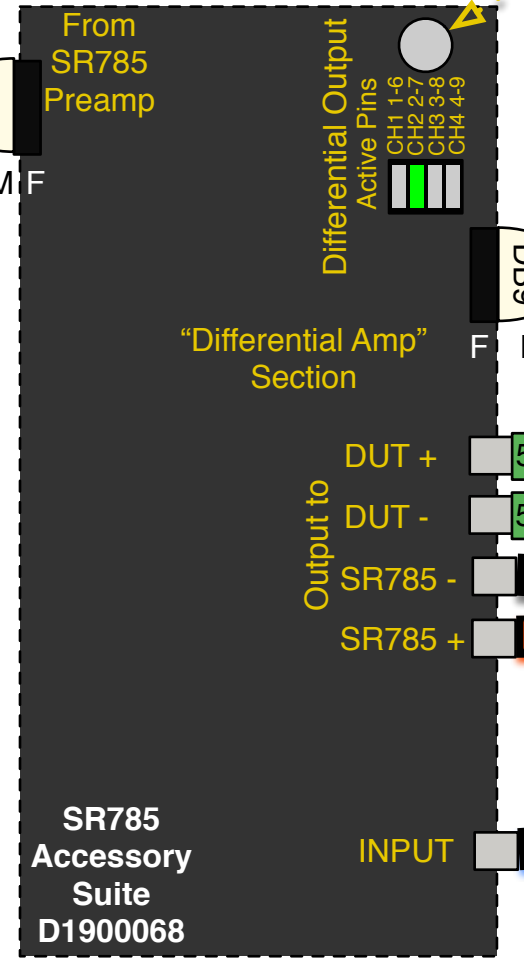 From
SR785
Preamp
Differential Output
Active Pins
CH1 1-6
CH2 2-7
CH3 3-8
CH4 4-9
F
DB9
“Differential Amp”
Section
F
Output to
DUT +
DUT -
SR785 -
SR785 +
INPUT
SR785
Accessory
Suite
D1900068